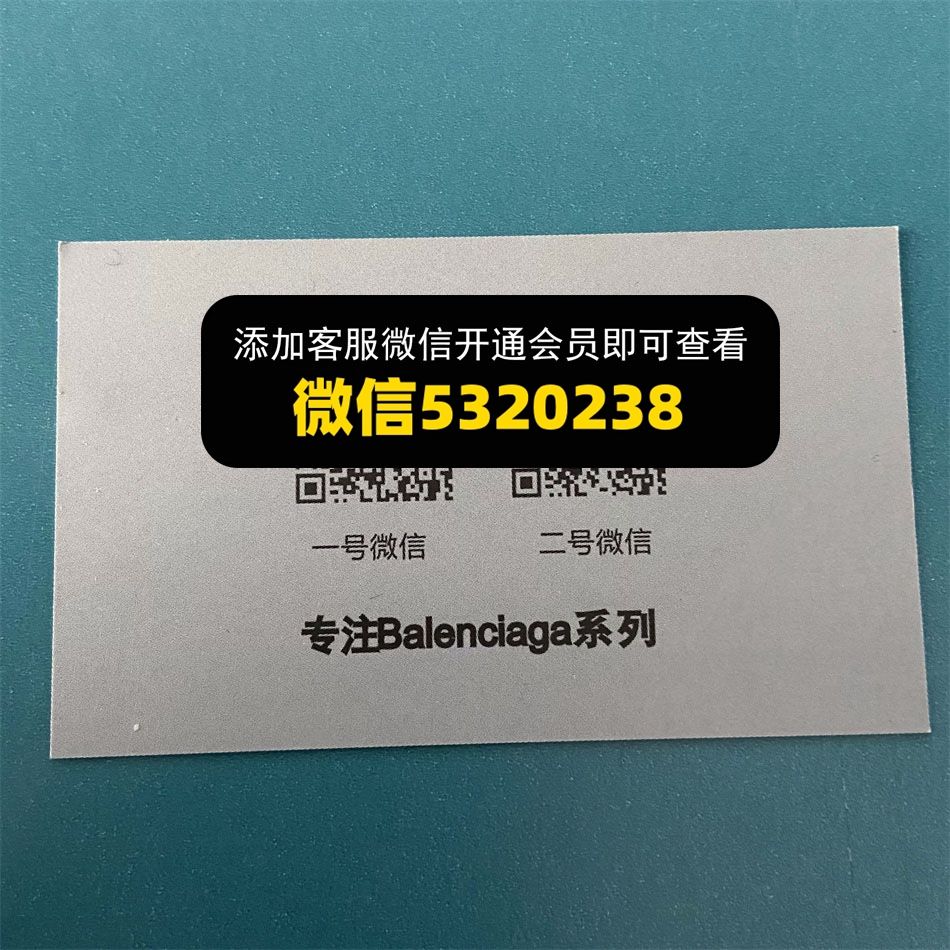 添加客服微信开通会员即可查看
微信5320238
一号微信 二号微信
专注Balenciaga系列